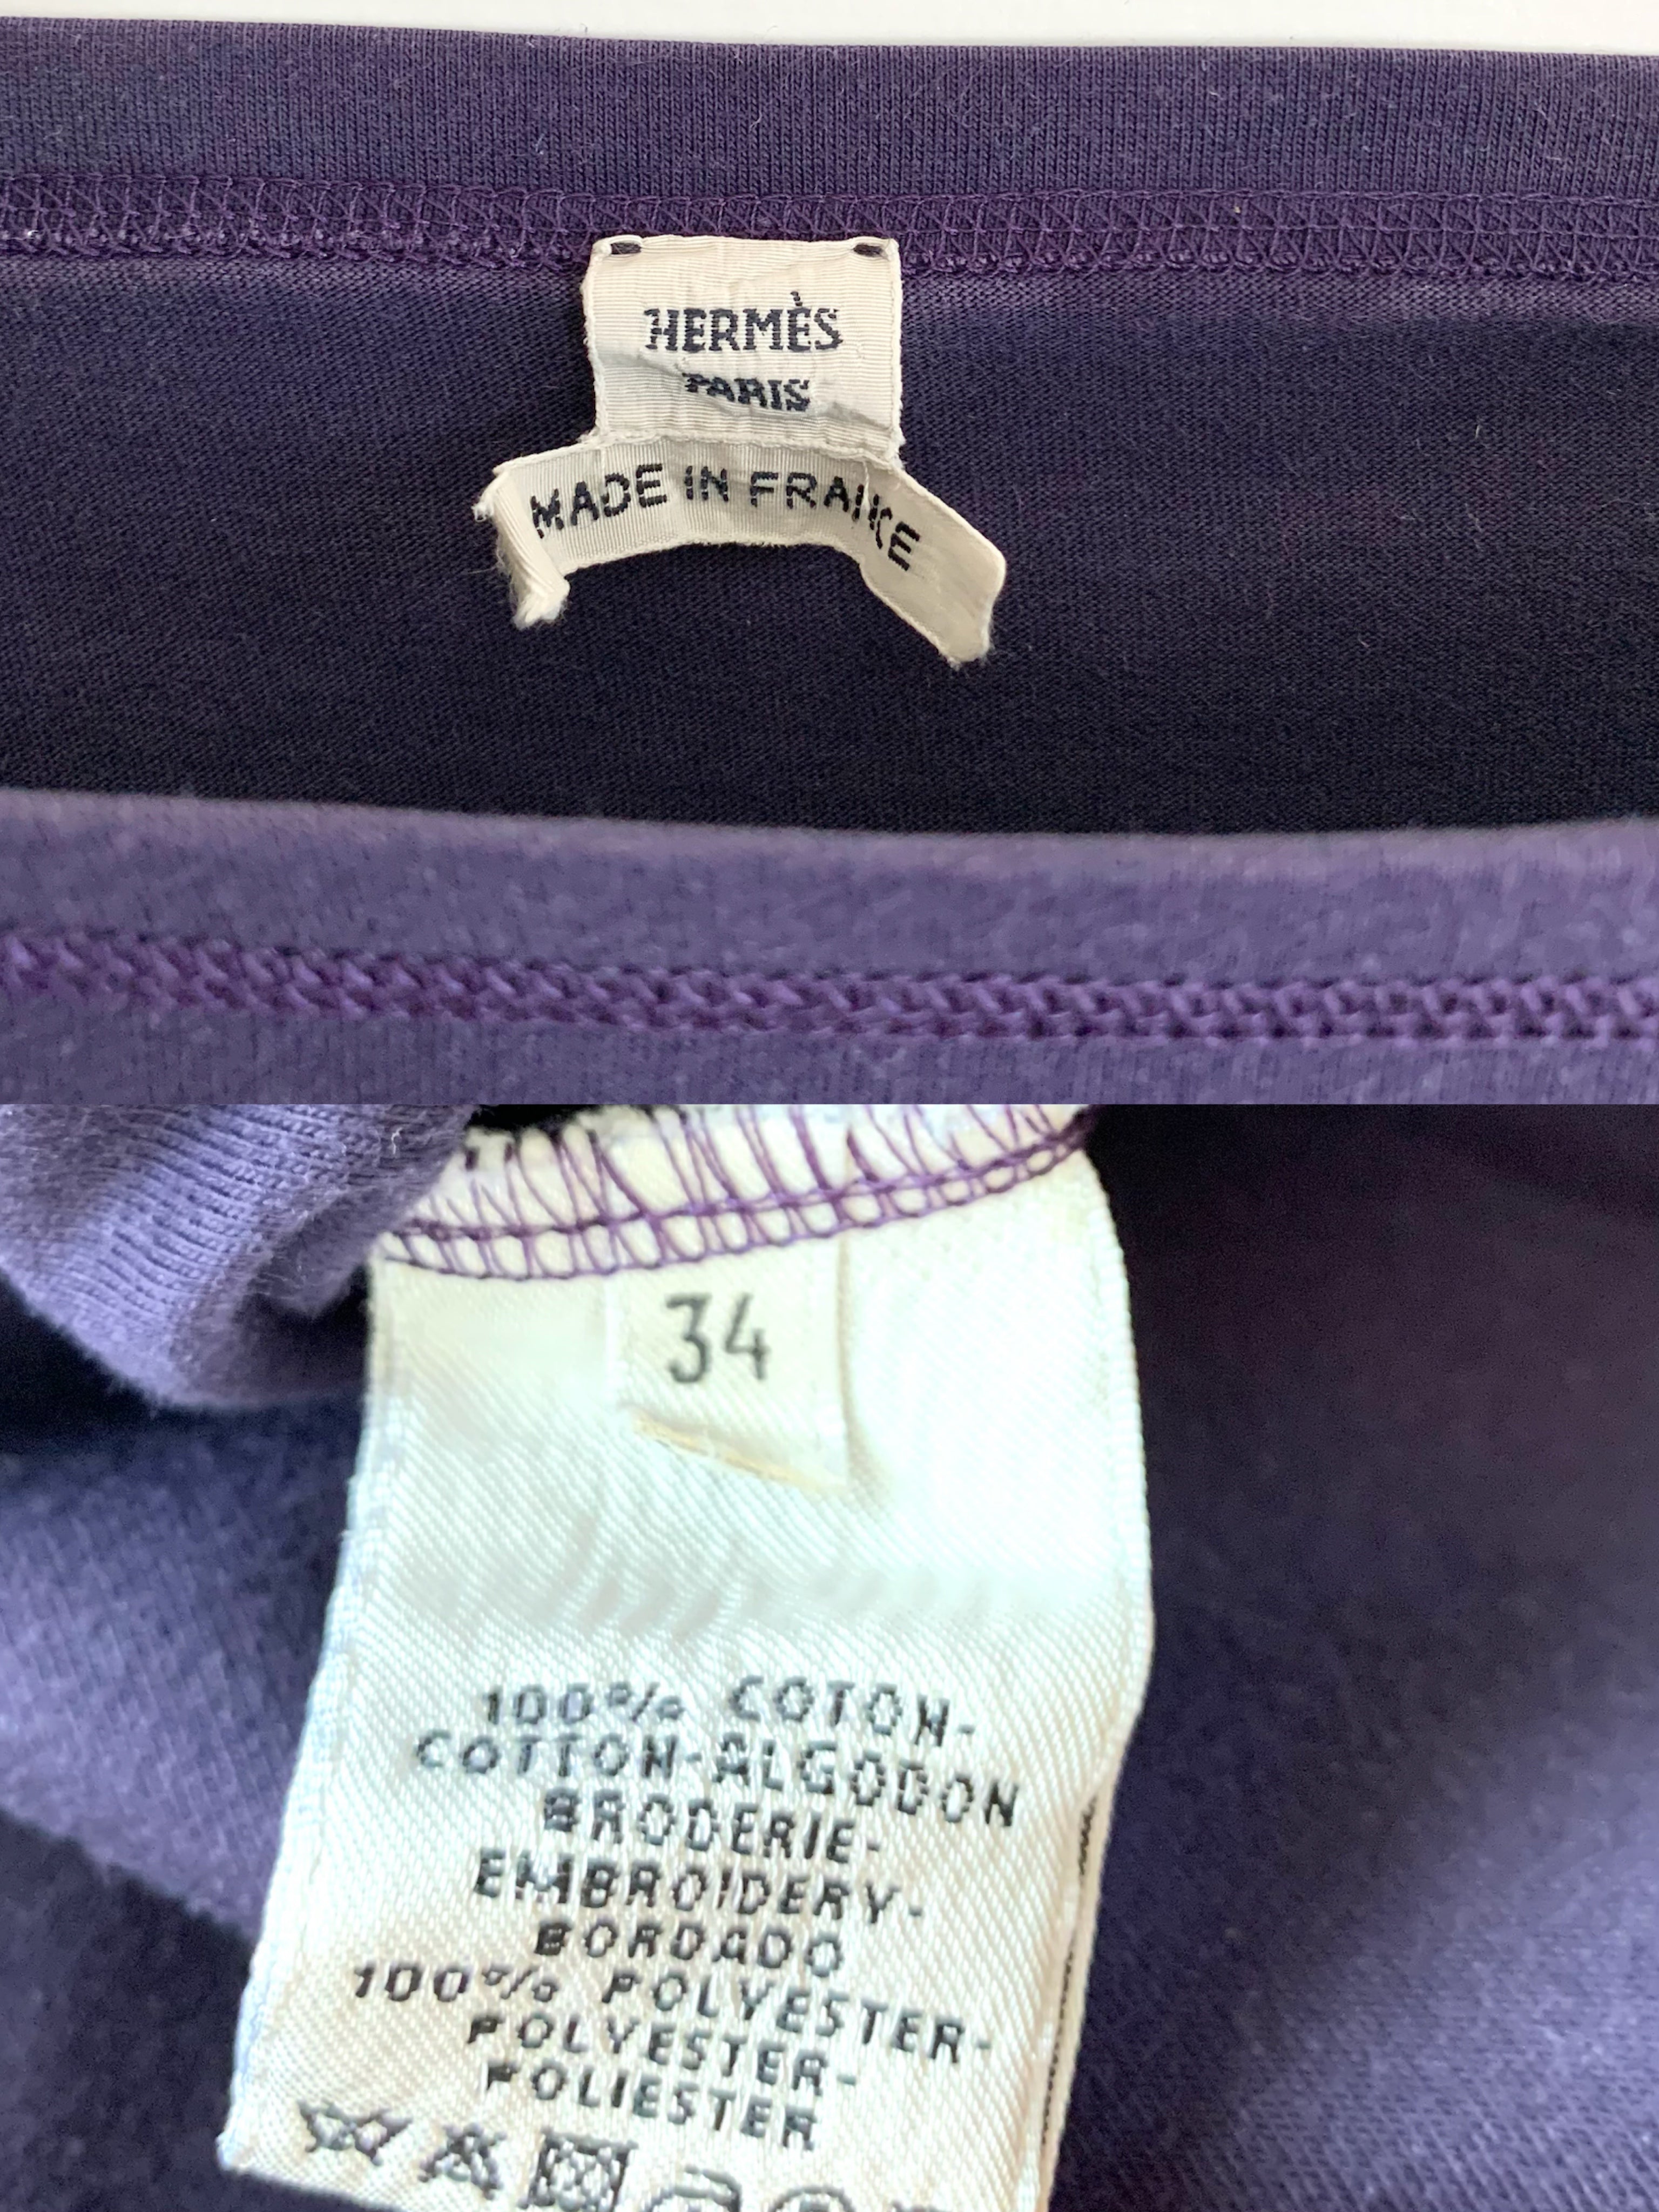 HERMÈS
PARIS
MADE IN FRANCE
34
100% COTON-
COTTON-ALGODON
BRODERIE-
EMBROIDERY-
BORDADO
100% POLYESTER-
POLYESTER-
POLIESTER